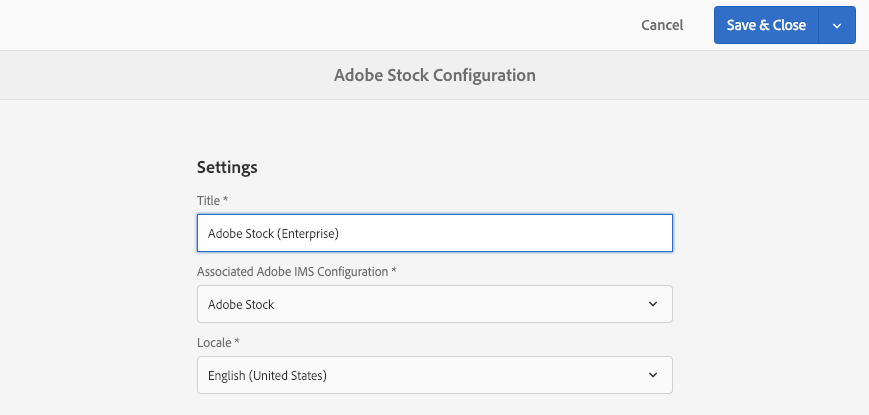 Cancel
Save & Close
Adobe Stock Configuration
Settings
Title *
Adobe Stock (Enterprise)
Associated Adobe IMS Configuration *
Adobe Stock
Locale *
English (United States)